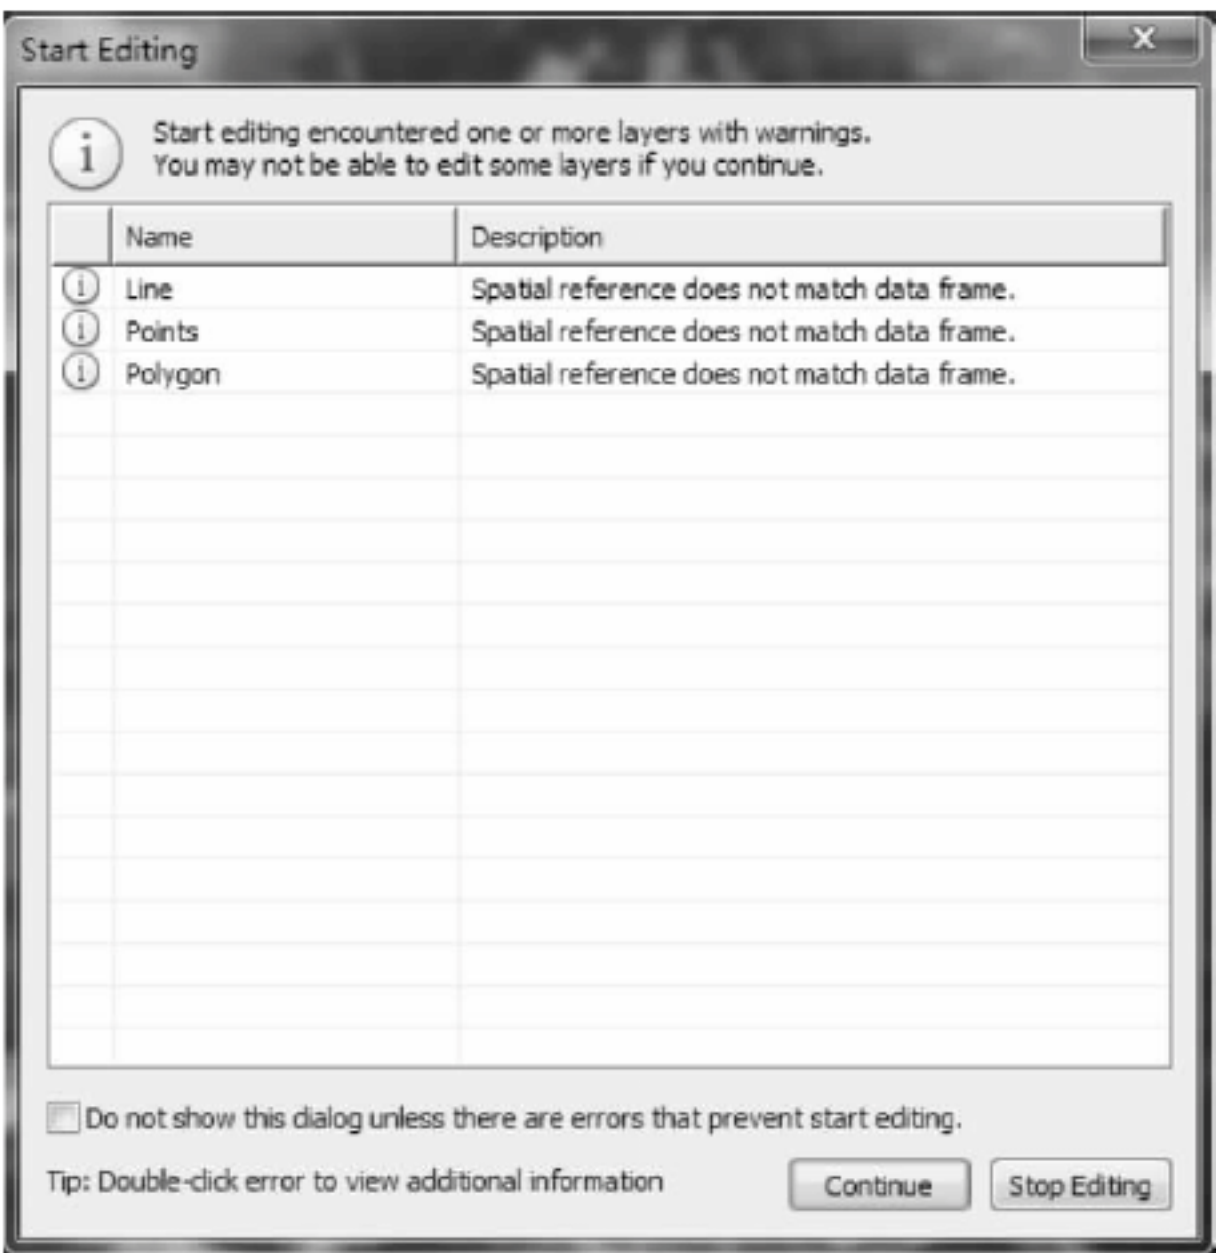 Start Editing
Start editing encountered one or more layers with warnings.
You may not be able to edit some layers if you continue.
Name Description
Line Spatial reference does not match data frame.
Points Spatial reference does not match data frame.
Polygon Spatial reference does not match data frame.
Do not show this dialog unless there are errors that prevent start editing.
Tip: Double-click error to view additional information
Continue Stop Editing